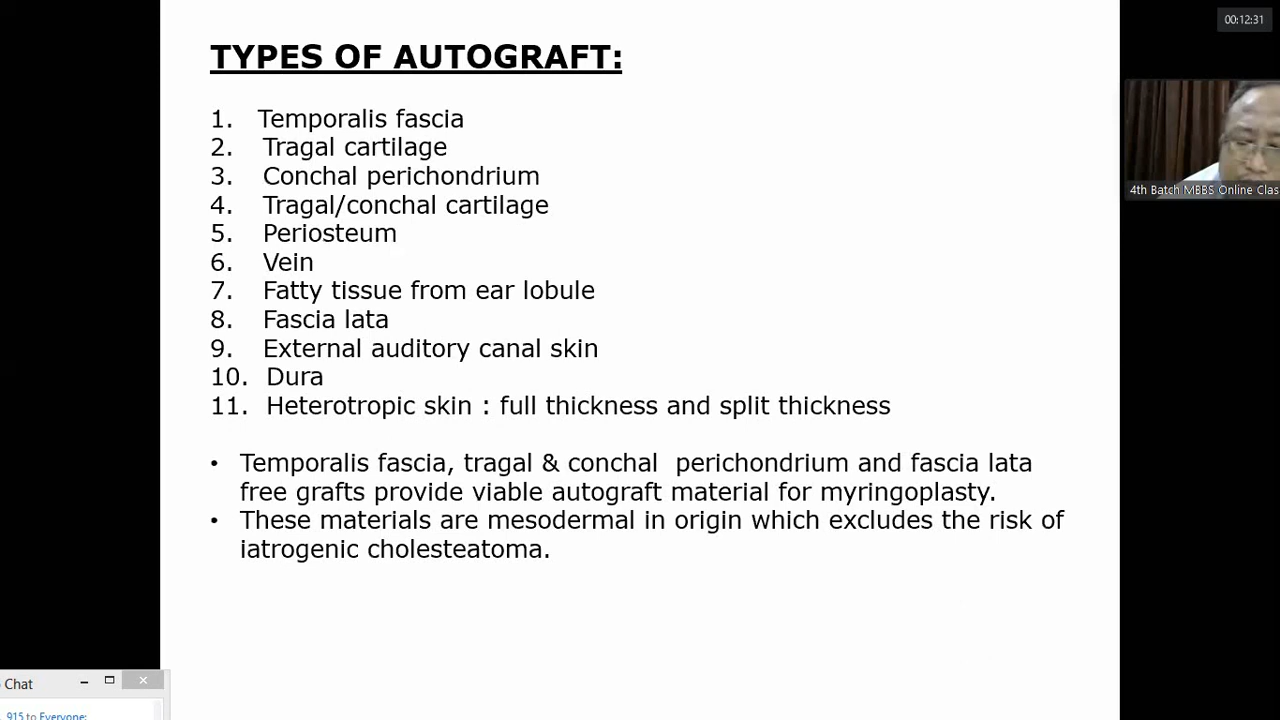 00:12:31
TYPES OF AUTOGRAFT:
1. Temporalis fascia
2. Tragal cartilage
3. Conchal perichondrium
4. Tragal/conchal cartilage
5. Periosteum
6. Vein
7. Fatty tissue from ear lobule
8. Fascia lata
9. External auditory canal skin
10. Dura
11. Heterotropic skin : full thickness and split thickness
• Temporalis fascia, tragal & conchal perichondrium and fascia lata
free grafts provide viable autograft material for myringoplasty.
• These materials are mesodermal in origin which excludes the risk of
iatrogenic cholesteatoma.
4th Batch MBBS Online Clas
Chat
915 to Everyone: